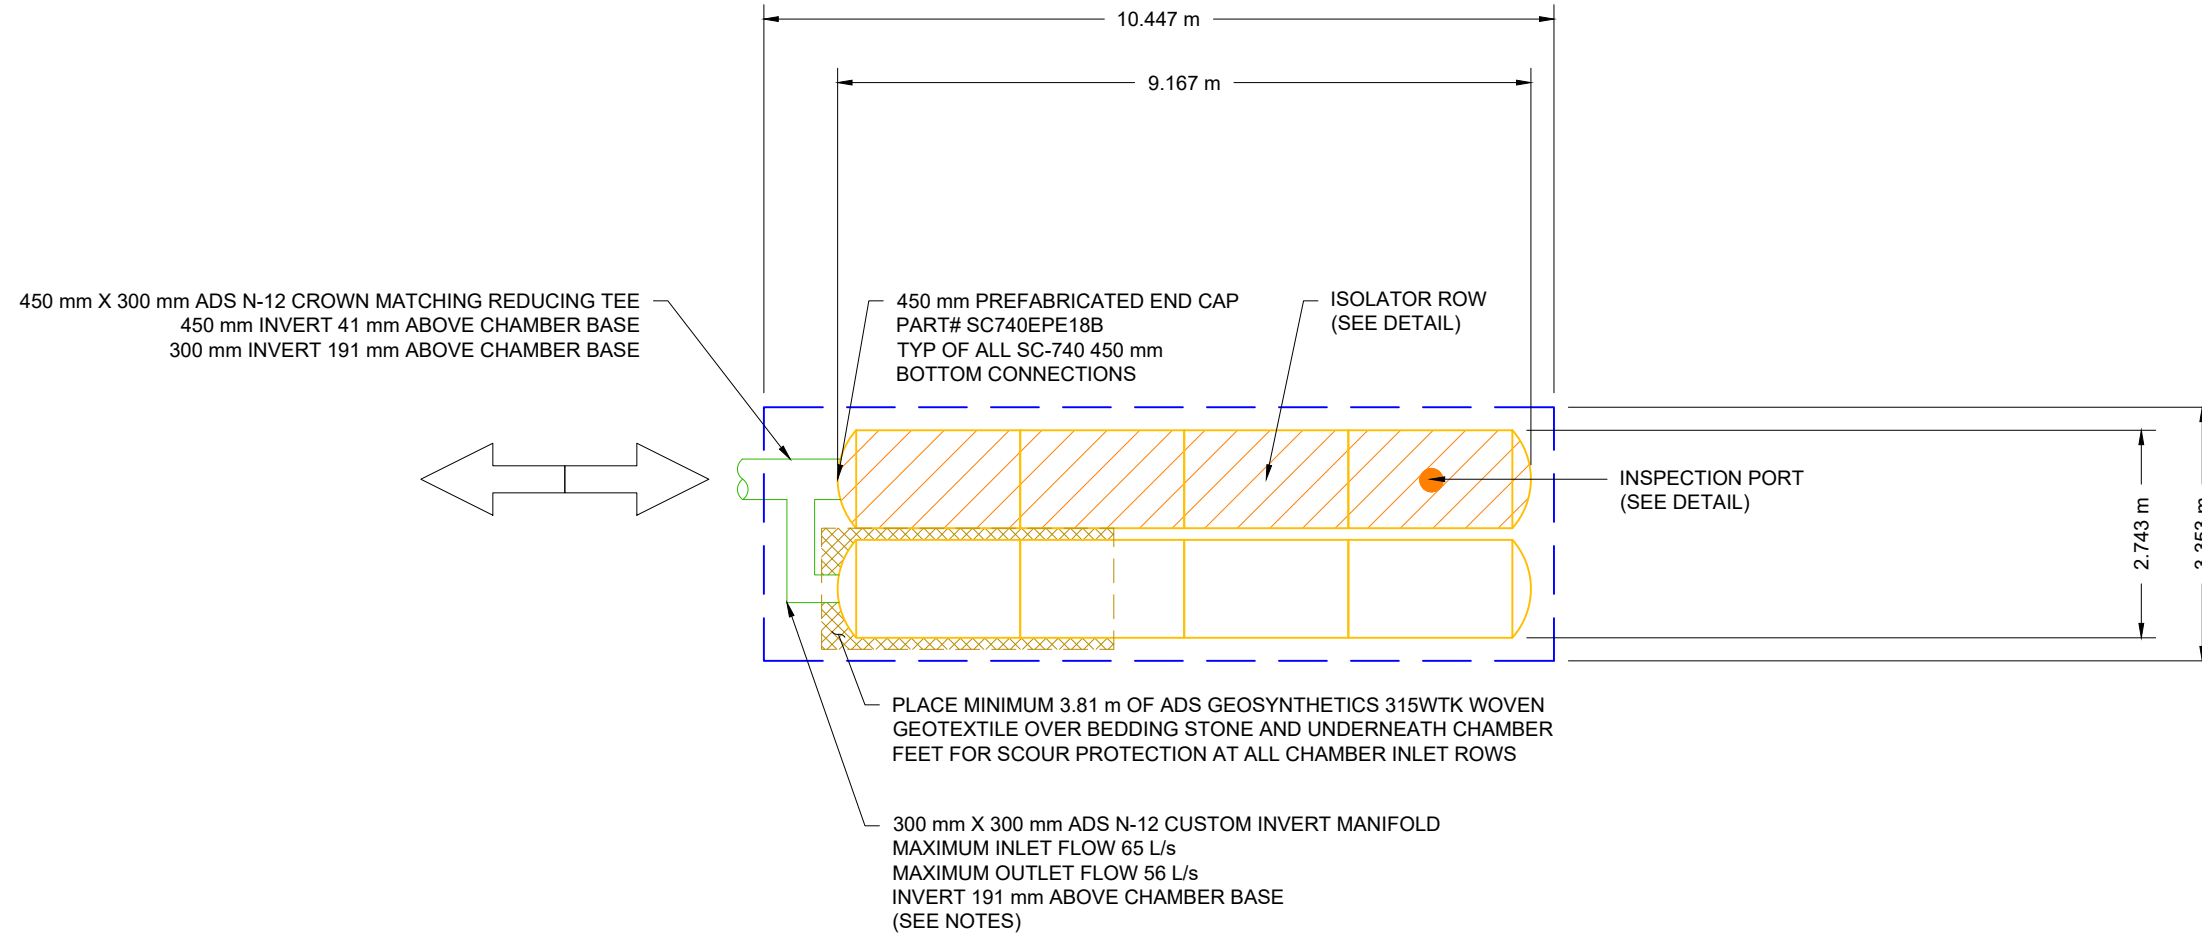 10.447 m
9.167 m
450 mm X 300 mm ADS N-12 CROWN MATCHING REDUCING TEE
450 mm INVERT 41 mm ABOVE CHAMBER BASE
300 mm INVERT 191 mm ABOVE CHAMBER BASE
450 mm PREFABRICATED END CAP
PART# SC740EPE18B
TYP OF ALL SC-740 450 mm
BOTTOM CONNECTIONS
ISOLATOR ROW
(SEE DETAIL)
INSPECTION PORT
(SEE DETAIL)
2.743 m
3.353 m
PLACE MINIMUM 3.81 m OF ADS GEOSYNTHETICS 315WTK WOVEN
GEOTEXTILE OVER BEDDING STONE AND UNDERNEATH CHAMBER
FEET FOR SCOUR PROTECTION AT ALL CHAMBER INLET ROWS
300 mm X 300 mm ADS N-12 CUSTOM INVERT MANIFOLD
MAXIMUM INLET FLOW 65 L/s
MAXIMUM OUTLET FLOW 56 L/s
INVERT 191 mm ABOVE CHAMBER BASE
(SEE NOTES)